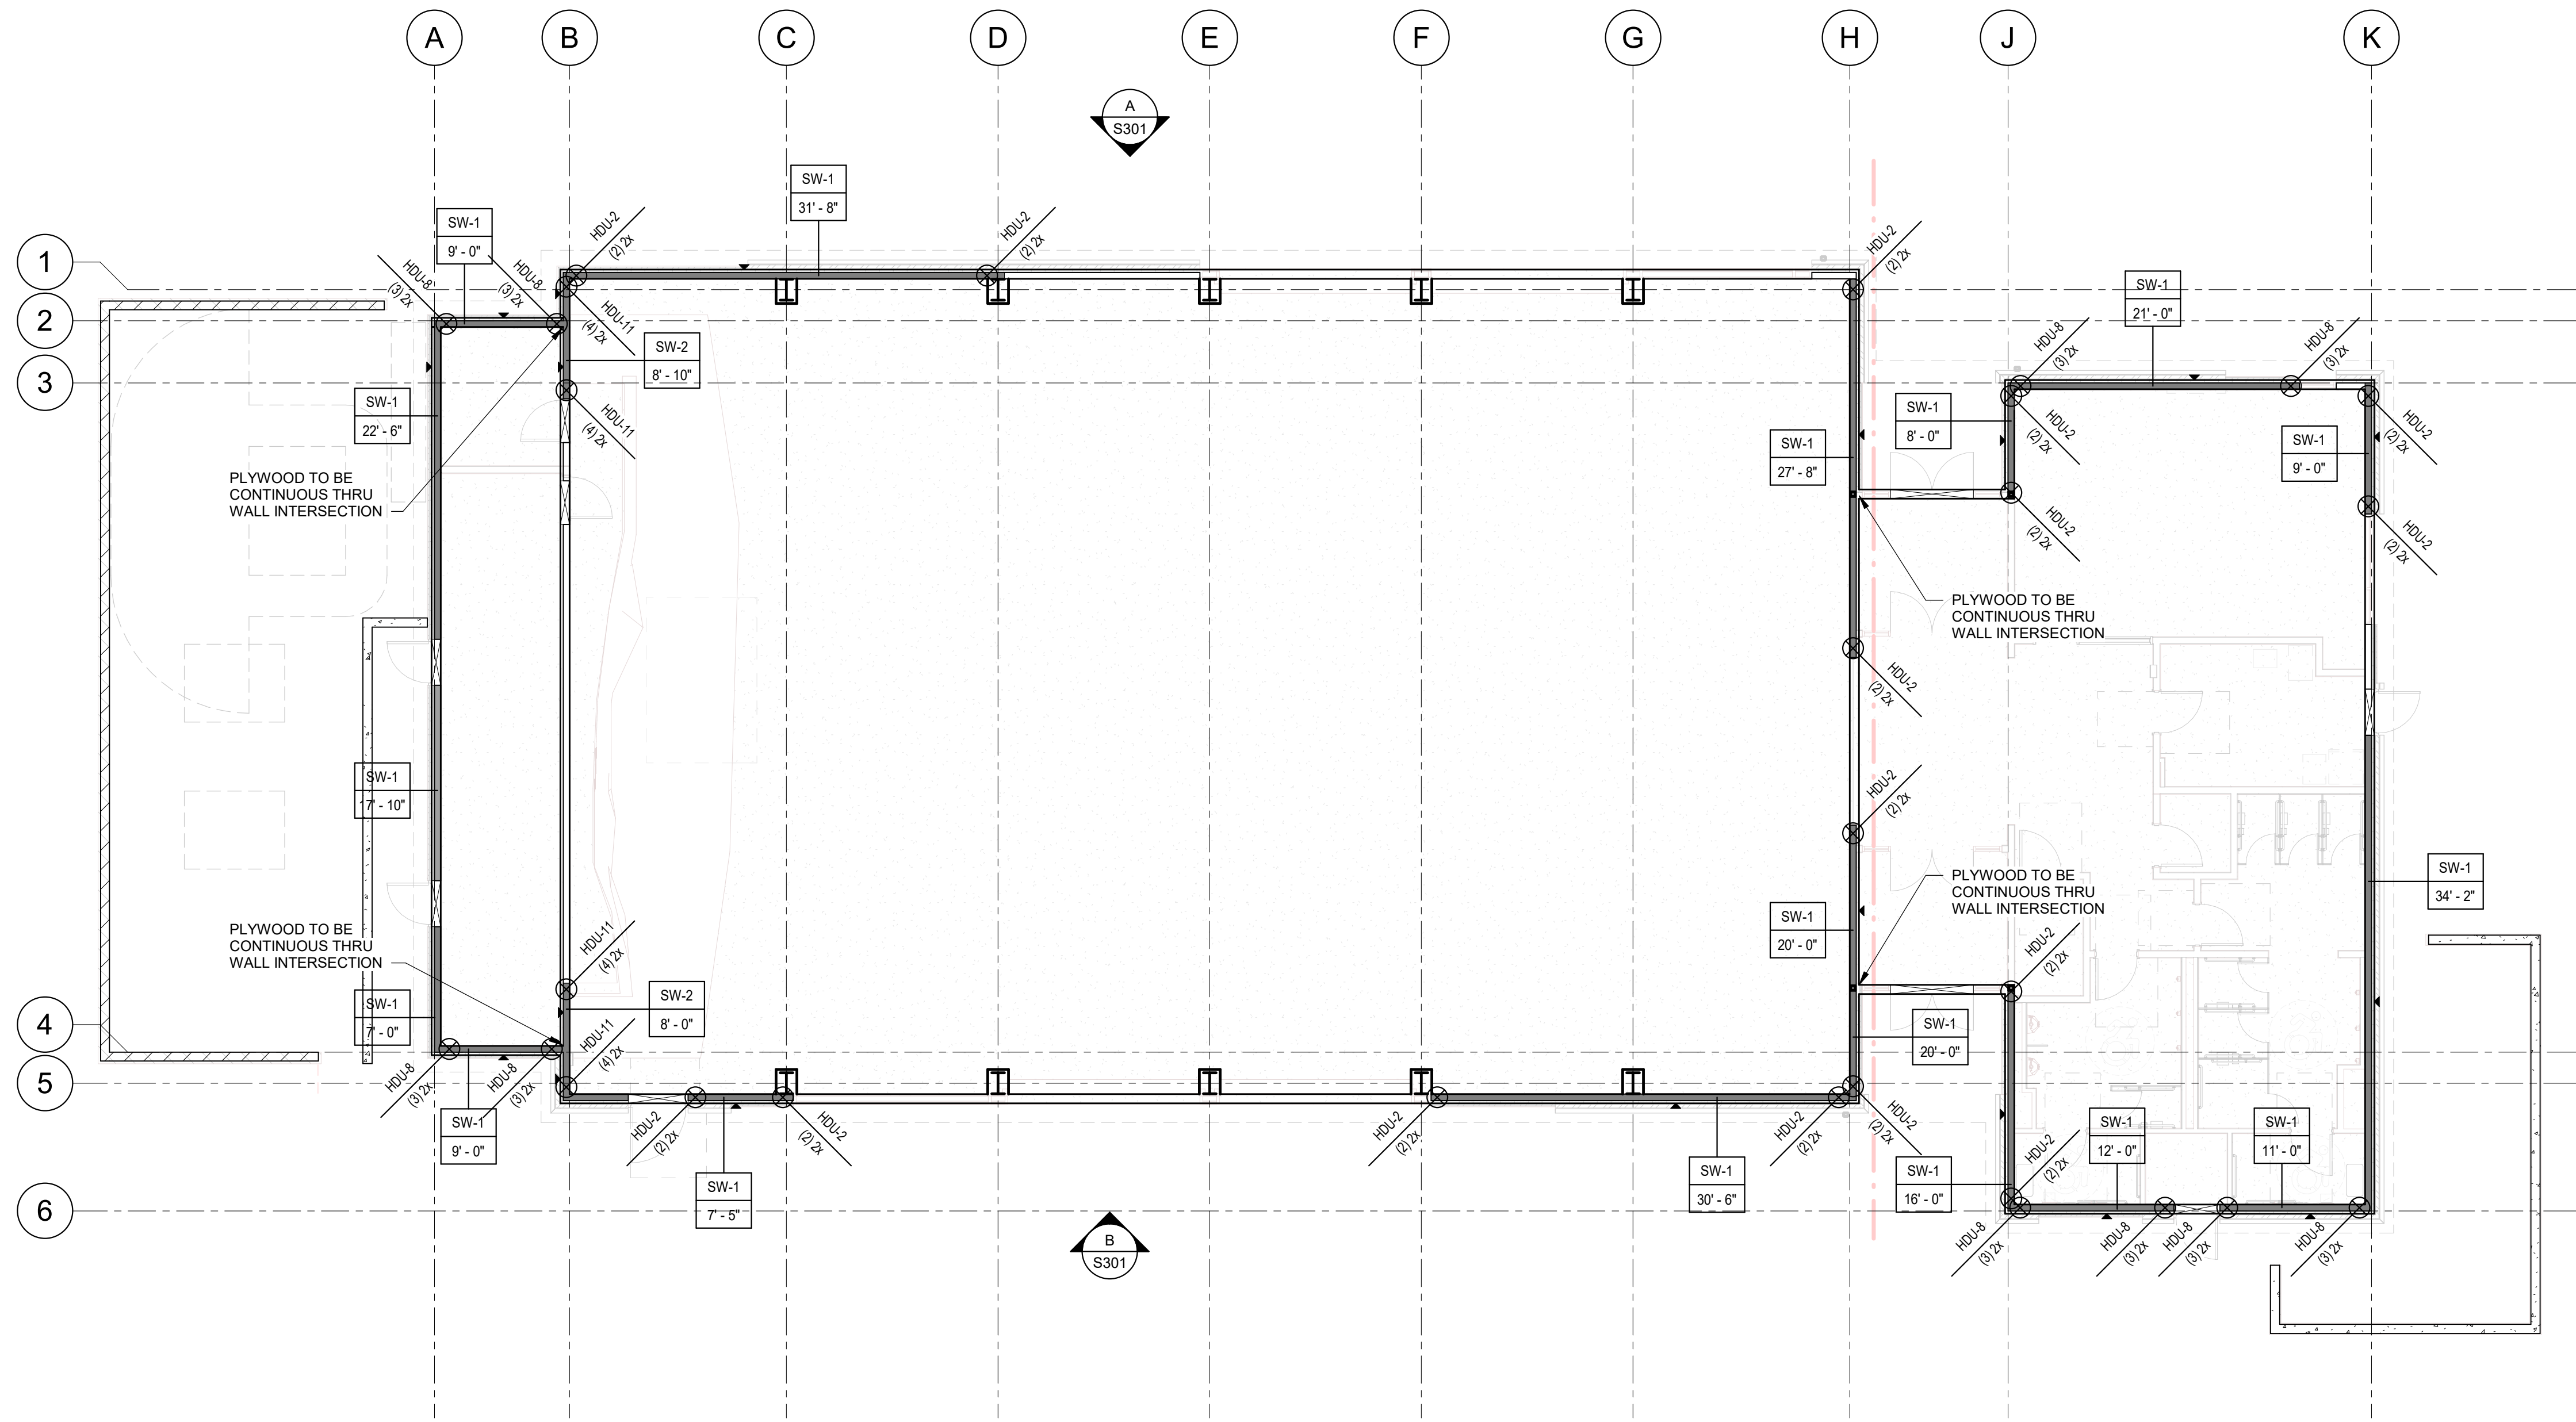 A
B
C
D
E
F
G
H
J
K
A
S301
SW-1
31' - 8"
SW-1
9' - 0"
HDU-2
(2) 2x
HDU-2
(2) 2x
HDU-2
(2) 2x
1
HDU-8
(3) 2x
HDU-8
(3) 2x
SW-1
21' - 0"
2
HDU-11
(4) 2x
SW-2
8' - 10"
HDU-8
(3) 2x
HDU-8
(3) 2x
3
SW-1
22' - 6"
HDU-11
(4) 2x
SW-1
8' - 0"
HDU-2
(2) 2x
HDU-2
(2) 2x
SW-1
27' - 8"
SW-1
9' - 0"
PLYWOOD TO BE
CONTINUOUS THRU
WALL INTERSECTION
HDU-2
(2) 2x
HDU-2
(2) 2x
PLYWOOD TO BE
CONTINUOUS THRU
WALL INTERSECTION
HDU-2
(2) 2x
SW-1
17' - 10"
HDU-2
(2) 2x
SW-1
34' - 2"
PLYWOOD TO BE
CONTINUOUS THRU
WALL INTERSECTION
SW-1
20' - 0"
PLYWOOD TO BE
CONTINUOUS THRU
WALL INTERSECTION
HDU-11
(4) 2x
HDU-2
(2) 2x
SW-1
7' - 0"
SW-2
8' - 0"
4
SW-1
20' - 0"
HDU-11
(4) 2x
5
HDU-8
(3) 2x
HDU-8
(3) 2x
SW-1
9' - 0"
HDU-2
(2) 2x
HDU-2
(2) 2x
HDU-2
(2) 2x
HDU-2
(2) 2x
HDU-2
(2) 2x
HDU-2
(2) 2x
SW-1
12' - 0"
SW-1
11' - 0"
SW-1
7' - 5"
SW-1
30' - 6"
SW-1
16' - 0"
6
B
S301
HDU-8
(3) 2x
HDU-8
(3) 2x
HDU-8
(3) 2x
HDU-8
(3) 2x